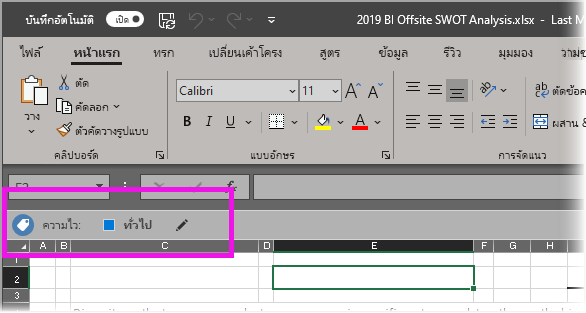 บันทึกอัตโนมัติ เปิด 2019 BI Offsite SWOT Analysis.xlsx - Last M
ไฟล์ หน้าแรก แทรก เปลี่ยนเค้าโครง สูตร ข้อมูล รีวิว มุมมอง
วาง ตัด Calibri 11 A A ab ตัดข้อค
คัดลอก B I U A ผสาน &
ตัวคัดวางรูปแบบ
คลิปบอร์ด แบบอักษร การจัดแนว
fx
ความไว: ทั่วไป
A B C D E F G H
1
2
3